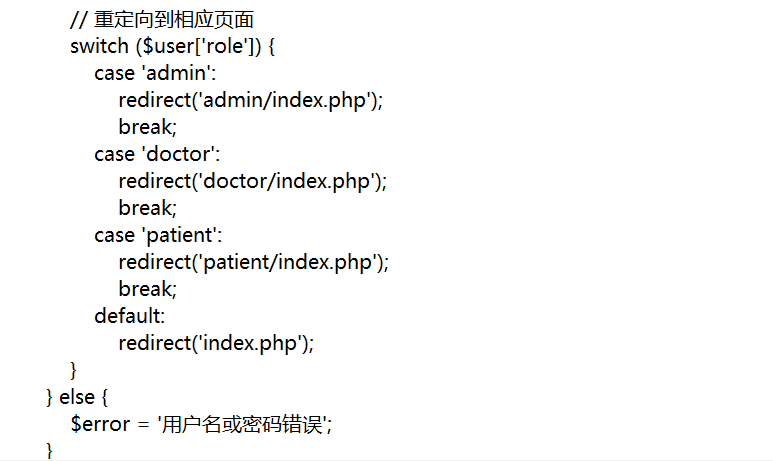 // 重定向到相应页面
switch ($user['role']) {
case 'admin':
redirect('admin/index.php');
break;
case 'doctor':
redirect('doctor/index.php');
break;
case 'patient':
redirect('patient/index.php');
break;
default:
redirect('index.php');
}
} else {
$error = '用户名或密码错误';
}